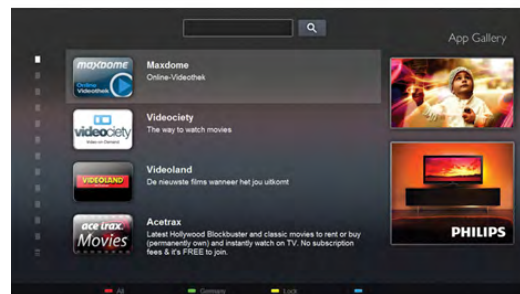 App Gallery
maxdome
Online
Videothek
Maxdome
Online-Videothek
videociety
Video on Demand
Videociety
The way to watch movies
VIDEOLAND
Videoland
De nieuwste films wanneer het jou uitkomt
ace trax.
Movies
Acetrax
Latest Hollywood Blockbuster and classic movies to rent or buy
(permanently own) and instantly watch on TV. No subscription
fees & it's FREE to join.
PHILIPS
All
Germany
Lock